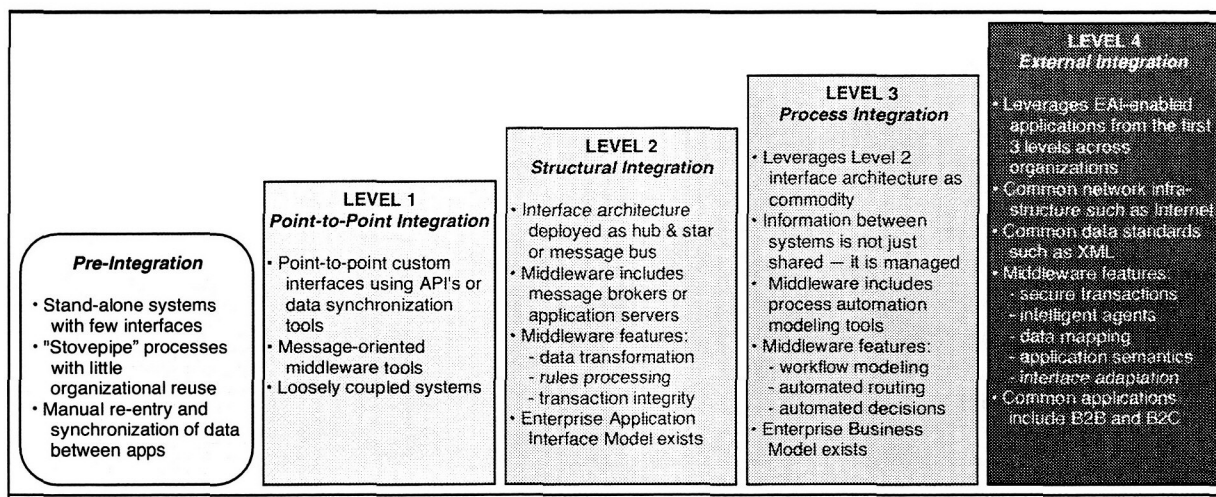 Pre-Integration
• Stand-alone systems
with few interfaces
• "Stovepipe" processes
with little
organizational reuse
• Manual re-entry and
synchronization of data
between apps
LEVEL 1
Point-to-Point Integration
• Point-to-point custom
interfaces using API's or
data synchronization
tools
• Message-oriented
middleware tools
• Loosely coupled systems
LEVEL 2
Structural Integration
• Interface architecture
deployed as hub & star
or message bus
• Middleware includes
message brokers or
application servers
• Middleware features:
- data transformation
- rules processing
- transaction integrity
• Enterprise Application
Interface Model exists
LEVEL 3
Process Integration
• Leverages Level 2
interface architecture as
commodity
• Information between
systems is not just
shared — it is managed
• Middleware includes
process automation
modeling tools
• Middleware features:
- workflow modeling
- automated routing
- automated decisions
• Enterprise Business
Model exists
LEVEL 4
External Integration
• Leverages EAI-enabled
applications from the first
3 levels across
organizations
• Common network infra-
structure such as Internet
• Common data standards
such as XML
• Middleware features:
- secure transactions
- intelligent agents
- data mapping
- application semantics
- interface adaptation
• Common applications
include B2B and B2C